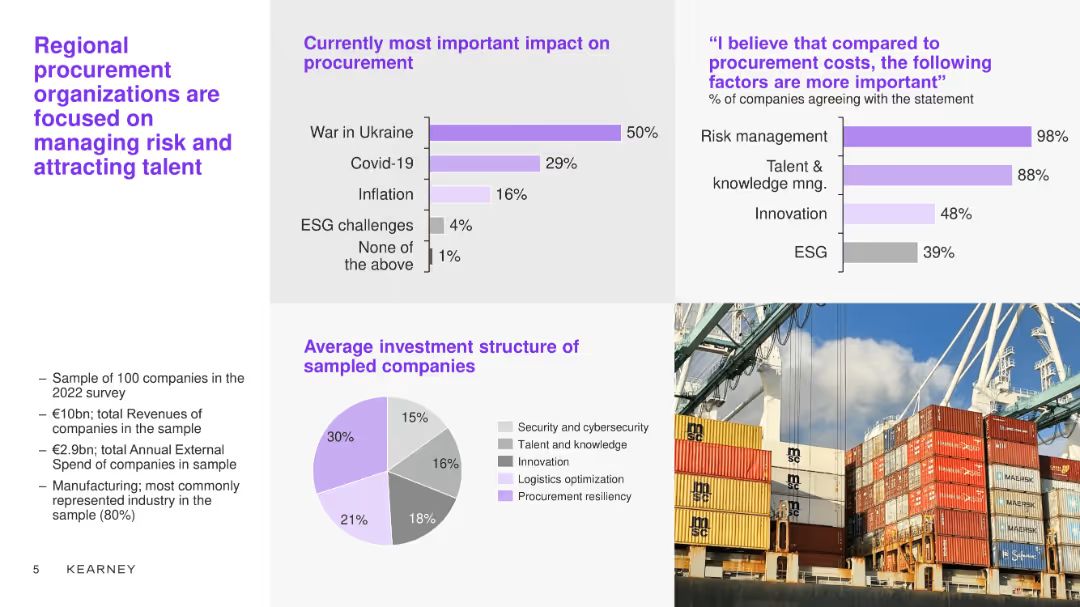 Regional
procurement
organizations are
focused on
managing risk and
attracting talent
– Sample of 100 companies in the
2022 survey
– €10bn; total Revenues of
companies in the sample
– €2.9bn; total Annual External
Spend of companies in sample
– Manufacturing; most commonly
represented industry in the
sample (80%)
5 KEARNEY
Currently most important impact on
procurement
War in Ukraine 50%
Covid-19 29%
Inflation 16%
ESG challenges 4%
None of
the above 1%
“I believe that compared to
procurement costs, the following
factors are more important”
% of companies agreeing with the statement
Risk management 98%
Talent &
knowledge mng. 88%
Innovation 48%
ESG 39%
Average investment structure of
sampled companies
15%
16%
18%
21%
30%
Security and cybersecurity
Talent and knowledge
Innovation
Logistics optimization
Procurement resiliency
m
sc
m
sc
m
sc
m
sc
m
sc
MAERSK
MAERSK
MAERSK